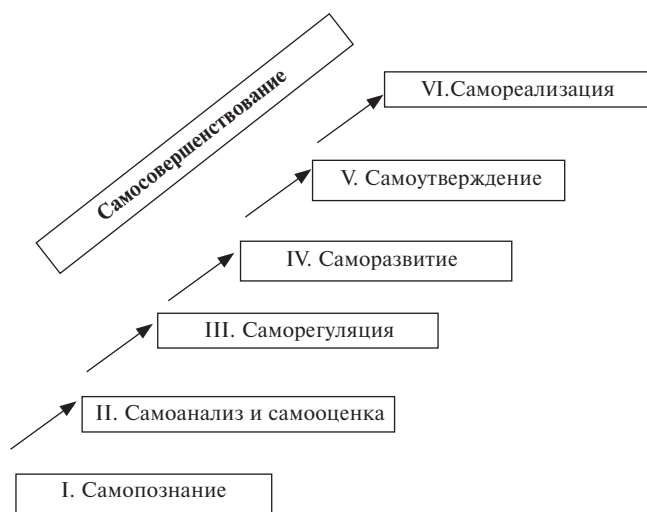 Самосовершенствование
VI.Самореализация
V. Самоутверждение
IV. Саморазвитие
III. Саморегуляция
II. Самоанализ и самооценка
I. Самопознание